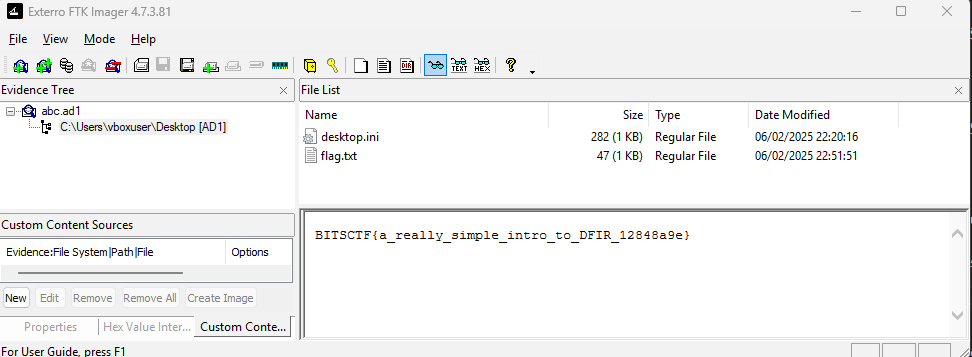 Exterro FTK Imager 4.7.3.81
File View Mode Help
TEXT HEX ?
Evidence Tree
abc.ad1
C:\Users\vboxuser\Desktop [AD1]
Custom Content Sources
Evidence:File System|Path|File Options
New Edit Remove Remove All Create Image
Properties Hex Value Inter... Custom Conte...
File List
Name Size Type Date Modified
desktop.ini 282 (1 KB) Regular File 06/02/2025 22:20:16
flag.txt 47 (1 KB) Regular File 06/02/2025 22:51:51
BITSCTF{a_really_simple_intro_to_DFIR_12848a9e}
For User Guide, press F1